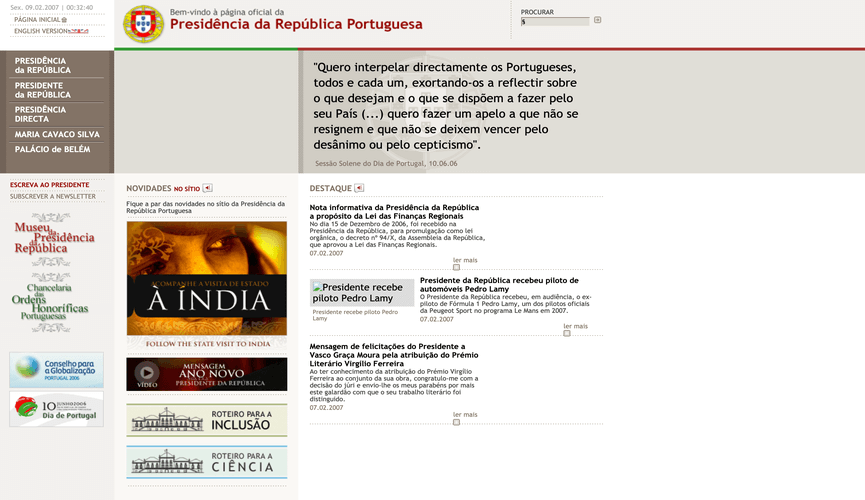 Sex. 09.02.2007 | 00:32:40
PÁGINA INICIAL
ENGLISH VERSION
Bem-vindo à página oficial da
Presidência da República Portuguesa
PROCURAR
$
PRESIDÊNCIA
da REPÚBLICA
PRESIDENTE
da REPÚBLICA
PRESIDÊNCIA
DIRECTA
MARIA CAVACO SILVA
PALÁCIO de BELÉM
"Quero interpelar directamente os Portugueses,
todos e cada um, exortando-os a reflectir sobre
o que desejam e o que se dispõem a fazer pelo
seu País (...) quero fazer um apelo a que não se
resignem e que não se deixem vencer pelo
desânimo ou pelo cepticismo".
Sessão Solene do Dia de Portugal, 10.06.06
ESCREVA AO PRESIDENTE
SUBSCREVER A NEWSLETTER
Museu
da Presidência
da República
Chancelaria
das
Ordens
Honoríficas
Portuguesas
Conselho para
a Globalização
PORTUGAL 2006
10 JUNHO2006
Dia de Portugal
NOVIDADES NO SÍTIO
Fique a par das novidades no sítio da Presidência da
República Portuguesa
ACOMPANHE A VISITA DE ESTADO
À ÍNDIA
FOLLOW THE STATE VISIT TO INDIA
VÍDEO
MENSAGEM
ANO NOVO
PRESIDENTE DA REPÚBLICA
ROTEIRO PARA A
INCLUSÃO
ROTEIRO PARA A
CIÊNCIA
DESTAQUE
Nota informativa da Presidência da República
a propósito da Lei das Finanças Regionais
No dia 15 de Dezembro de 2006, foi recebido na
Presidência da República, para promulgação como lei
orgânica, o decreto nº 94/X, da Assembleia da República,
que aprovou a Lei das Finanças Regionais.
07.02.2007
ler mais
Presidente recebe
piloto Pedro Lamy
Presidente recebe piloto Pedro
Lamy
Presidente da República recebeu piloto de
automóveis Pedro Lamy
O Presidente da República recebeu, em audiência, o ex-
piloto de Fórmula 1 Pedro Lamy, um dos pilotos oficiais
da Peugeot Sport no programa Le Mans em 2007.
07.02.2007
ler mais
Mensagem de felicitações do Presidente a
Vasco Graça Moura pela atribuição do Prémio
Literário Virgílio Ferreira
Ao ter conhecimento da atribuição do Prémio Virgílio
Ferreira ao conjunto da sua obra, congratulo-me com a
decisão do júri e envio-lhe os meus parabéns por mais
este galardão com que o seu trabalho literário foi
distinguido.
07.02.2007
ler mais